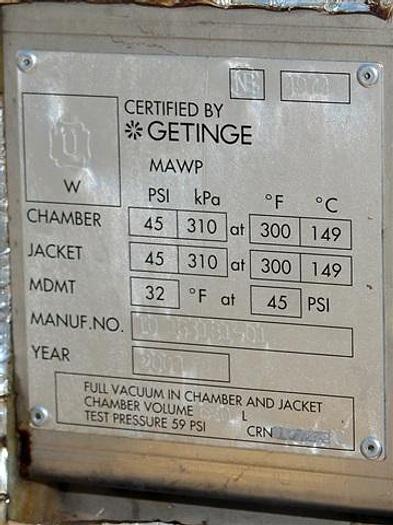 NB
U
W
CERTIFIED BY
GETINGE
MAWP
PSI kPa °F °C
CHAMBER 45 310 at 300 149
JACKET 45 310 at 300 149
MDMT 32 °F at 45 PSI
MANUF.NO.
YEAR
FULL VACUUM IN CHAMBER AND JACKET
CHAMBER VOLUME L
TEST PRESSURE 59 PSI CRN